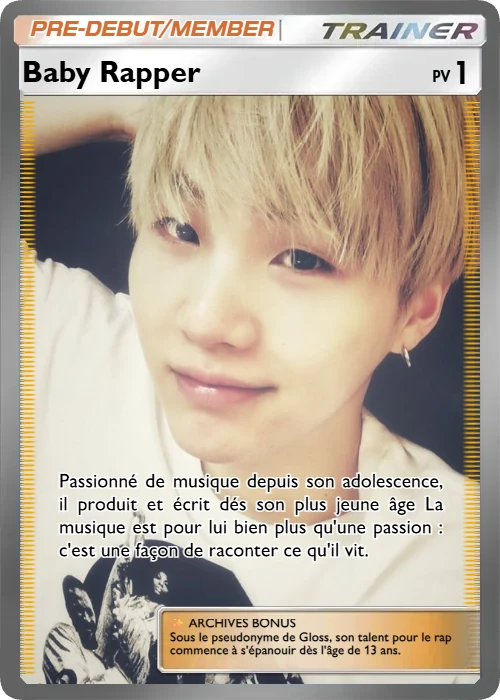 PRE-DEBUT/MEMBER TRAINER
Baby Rapper PV 1
Passionné de musique depuis son adolescence,
il produit et écrit dés son plus jeune âge La
musique est pour lui bien plus qu'une passion :
c'est une façon de raconter ce qu'il vit.
ARCHIVES BONUS
Sous le pseudonyme de Gloss, son talent pour le rap
commence à s'épanouir dès l'âge de 13 ans.